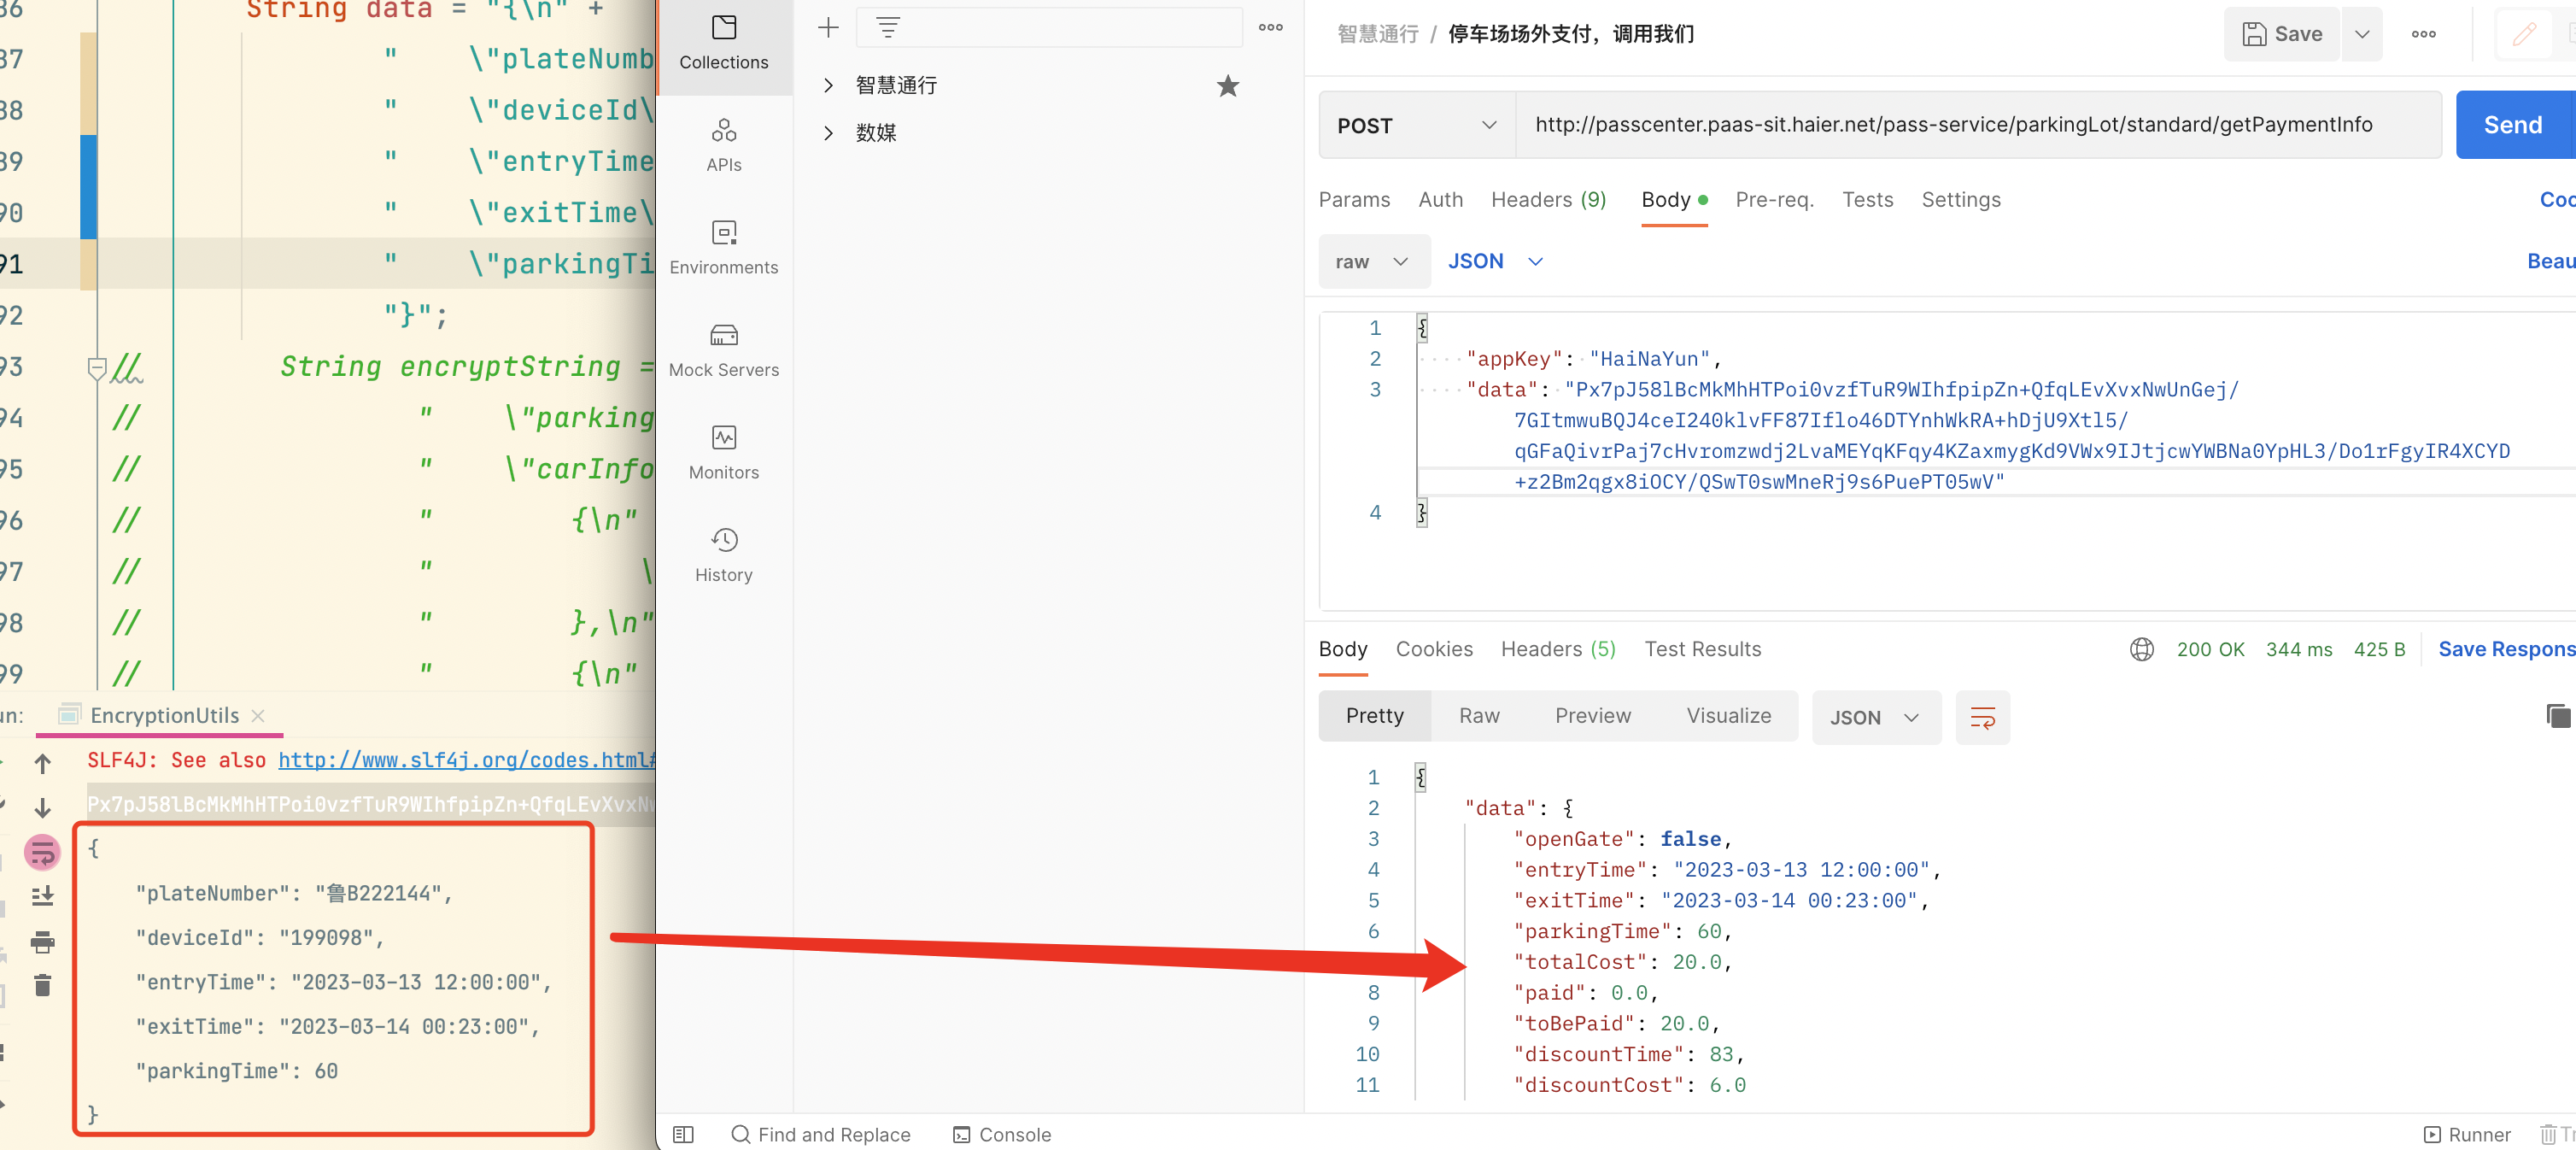 86 String data = "{\n" +
87 " \"plateNumb
88 " \"deviceId\
89 " \"entryTime
90 " \"exitTime\
91 " \"parkingTi
92 "}";
93 // String encryptString =
94 // " \"parking
95 // " \"carInfo
96 // " {\n"
97 // " \
98 // " },\n"
99 // " {\n"
un: EncryptionUtils
SLF4J: See also http://www.slf4j.org/codes.html#
Px7pJ58lBcMkMhHTPoi0vzfTuR9WIhfpipZn+QfqLEvXvxNw
{
"plateNumber": "鲁B222144",
"deviceId": "199098",
"entryTime": "2023-03-13 12:00:00",
"exitTime": "2023-03-14 00:23:00",
"parkingTime": 60
}
Collections
APIs
Environments
Mock Servers
Monitors
History
智慧通行
数媒
智慧通行 / 停车场场外支付，调用我们
Save
POST http://passcenter.paas-sit.haier.net/pass-service/parkingLot/standard/getPaymentInfo Send
Params Auth Headers (9) Body Pre-req. Tests Settings Coo
raw JSON Beau
1 {
2 "appKey": "HaiNaYun",
3 "data": "Px7pJ58lBcMkMhHTPoi0vzfTuR9WIhfpipZn+QfqLEvXvxNwUnGej/
7GItmwuBQJ4ceI240klvFF87Iflo46DTYnhWkRA+hDjU9Xtl5/
qGFaQivrPaj7cHvromzwdj2LvaMEYqKFqy4KZaxmygKd9VWx9IJtjcwYWBNa0YpHL3/Do1rFgyIR4XCYD
+z2Bm2qgx8iOCY/QSwT0swMneRj9s6PuePT05wV"
4 }
Body Cookies Headers (5) Test Results 200 OK 344 ms 425 B Save Respons
Pretty Raw Preview Visualize JSON
1 {
2 "data": {
3 "openGate": false,
4 "entryTime": "2023-03-13 12:00:00",
5 "exitTime": "2023-03-14 00:23:00",
6 "parkingTime": 60,
"totalCost": 20.0,
8 "paid": 0.0,
9 "toBePaid": 20.0,
10 "discountTime": 83,
11 "discountCost": 6.0
Find and Replace Console Runner Tr